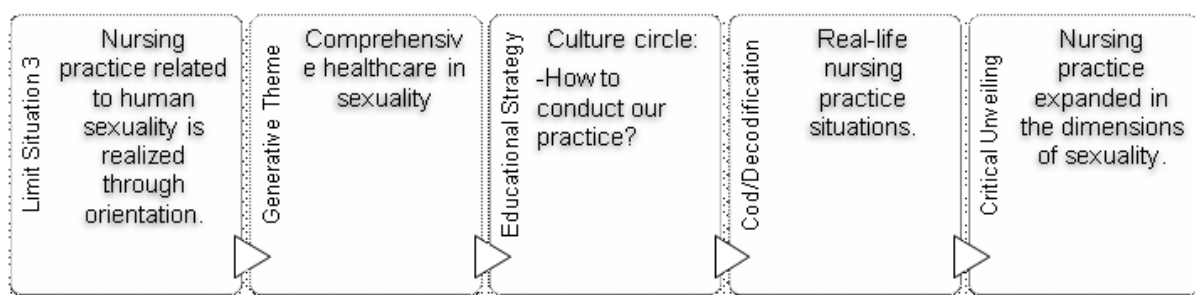 Limit Situation 3
Nursing
practice related
to human
sexuality is
realized
through
orientation.
Generative Theme
Comprehensiv
e healthcare in
sexuality
Educational Strategy
Culture circle:
-How to
conduct our
practice?
Cod/Decodification
Real-life
nursing
practice
situations.
Critical Unveiling
Nursing
practice
expanded in
the dimensions
of sexuality.